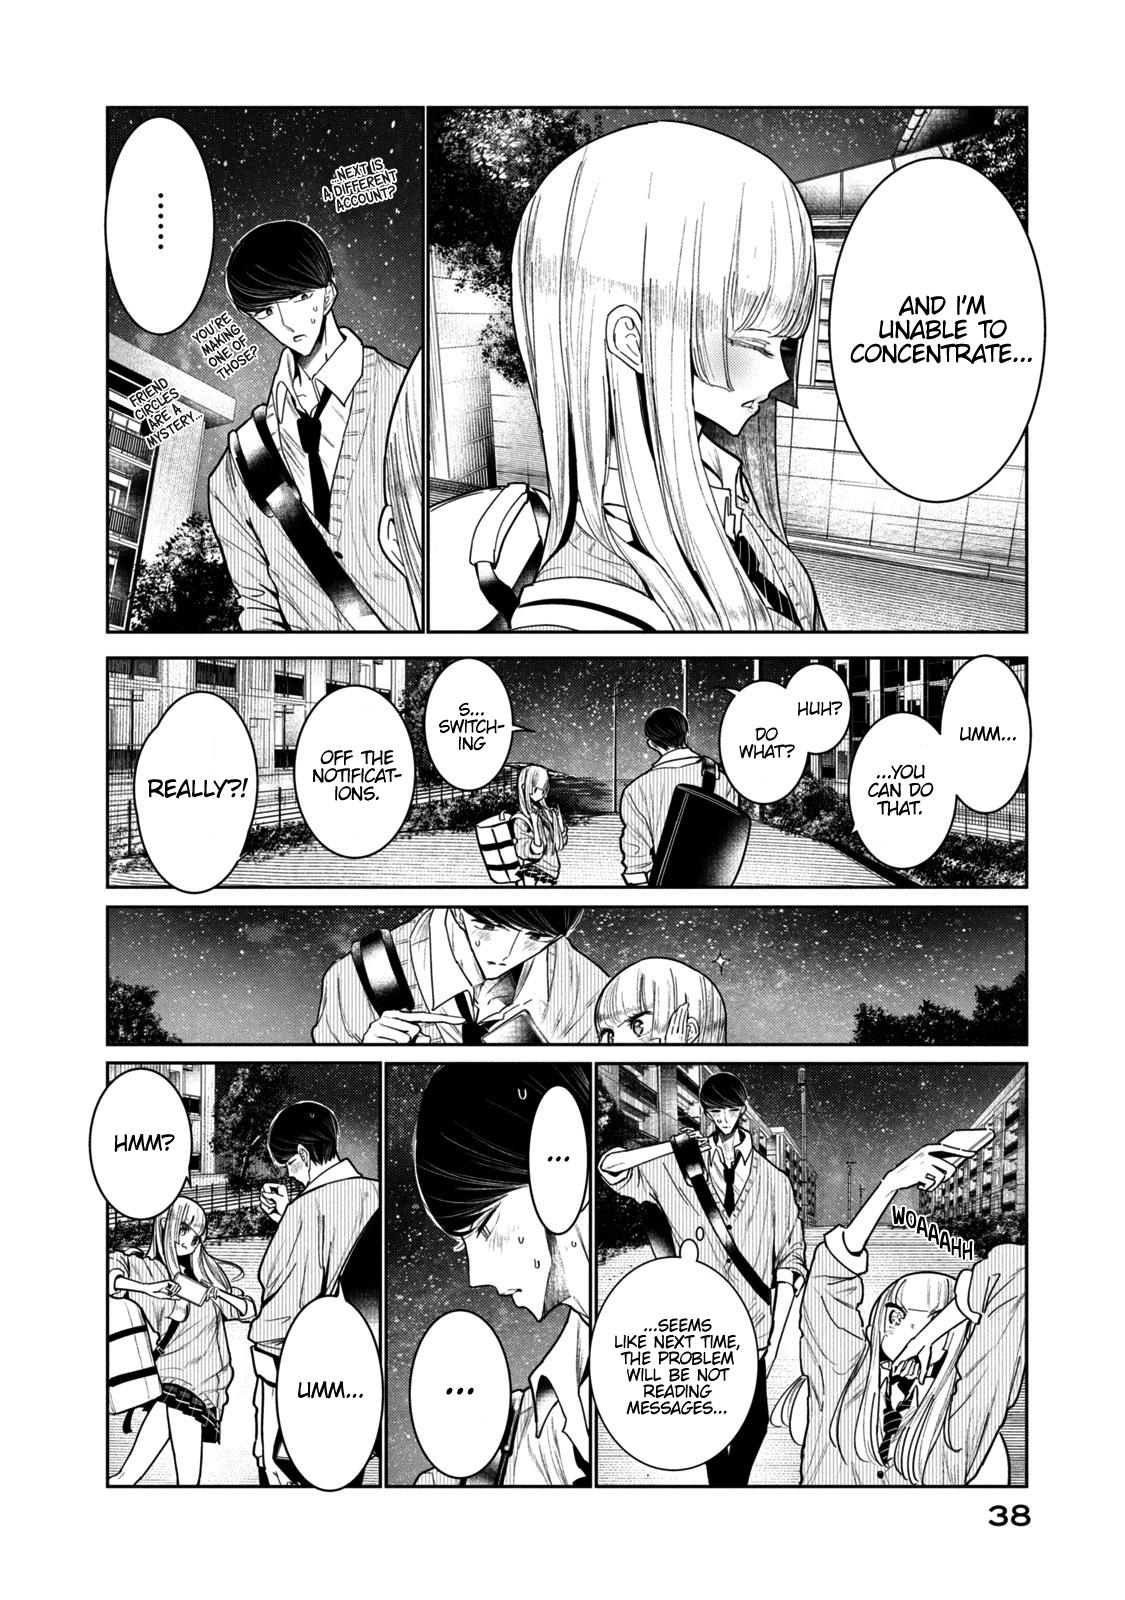 AND I'M
UNABLE TO
CONCENTRATE...
...NEXT IS
A DIFFERENT
ACCOUNT?
.......
YOU'RE
MAKING
ONE OF
THOSE?
FRIEND
CIRCLES
ARE A
MYSTERY...
UMM...
...YOU
CAN DO
THAT.
HUH?
DO
WHAT?
S...
SWITCH-
ING
OFF THE
NOTIFICAT-
IONS.
REALLY?!
WOAAAHH
...SEEMS
LIKE NEXT TIME,
THE PROBLEM
WILL BE NOT
READING
MESSAGES...
...
...
HMM?
UMM...
38